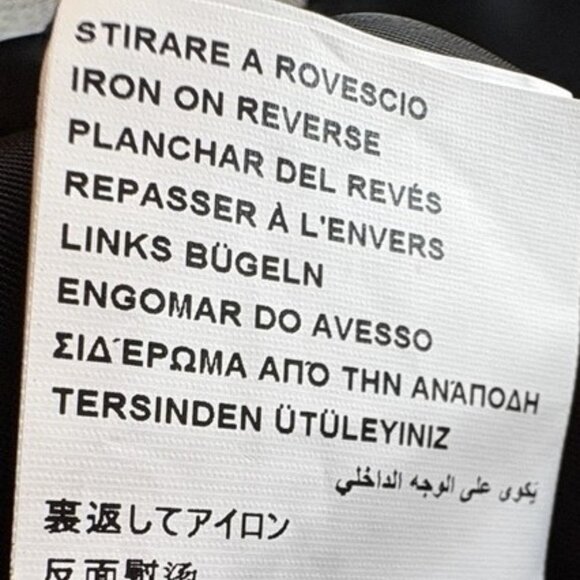 STIRARE A ROVESCIO
IRON ON REVERSE
PLANCHAR DEL REVÉS
REPASSER À L'ENVERS
LINKS BÜGELN
ENGOMAR DO AVESSO
ΣΙΔΈΡΩΜΑ ΑΠΌ ΤΗΝ ΑΝΆΠΟΔΗ
TERSINDEN ÜTÜLEYINIZ
يكوى على الوجه الداخلي
裏返してアイロン
反面熨烫